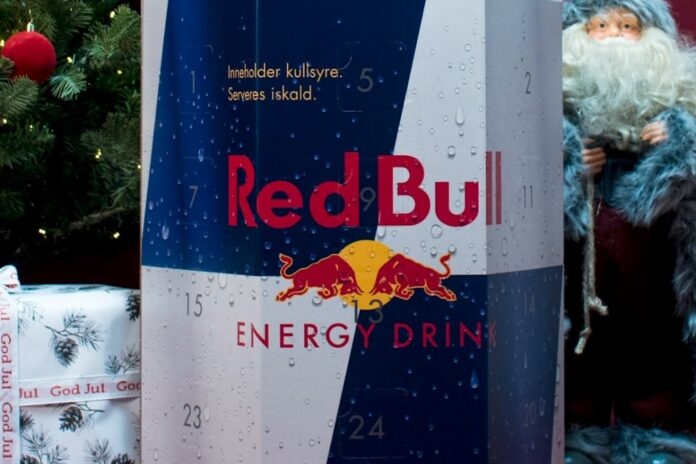 Inneholder kullsyre.
Serveres iskald.
1
5
2
Red Bull
7
9
17
15
13
11
ENERGY DRINK
23
24
20
God Jul
God Jul
God Jul
God Jul